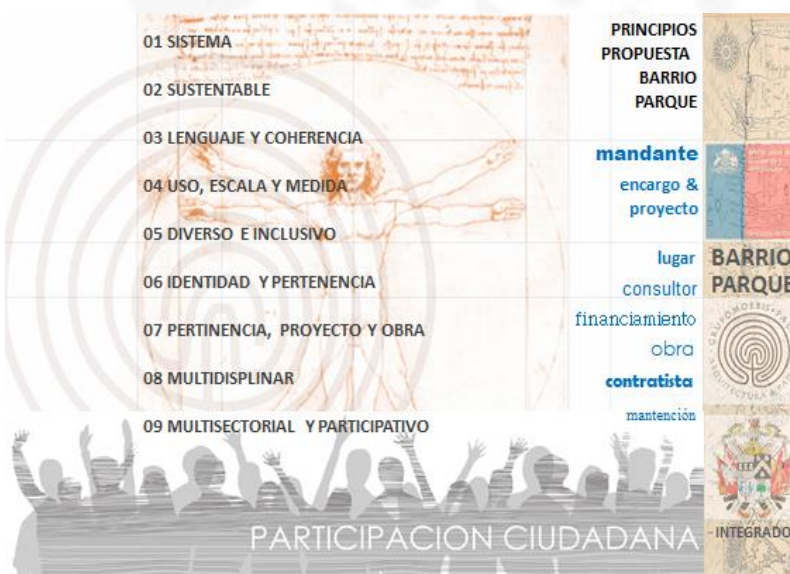 01 SISTEMA
02 SUSTENTABLE
03 LENGUAJE Y COHERENCIA
04 USO, ESCALA Y MEDIDA
05 DIVERSO E INCLUSIVO
06 IDENTIDAD Y PERTENENCIA
07 PERTINENCIA, PROYECTO Y OBRA
08 MULTIDISPLINAR
09 MULTISECTORIAL Y PARTICIPATIVO
PRINCIPIOS
PROPUESTA
BARRIO
PARQUE
mandante
encargo &
proyecto
lugar
consultor
financiamiento
obra
contratista
mantención
BARRIO
PARQUE
INTEGRADO
PARTICIPACION CIUDADANA